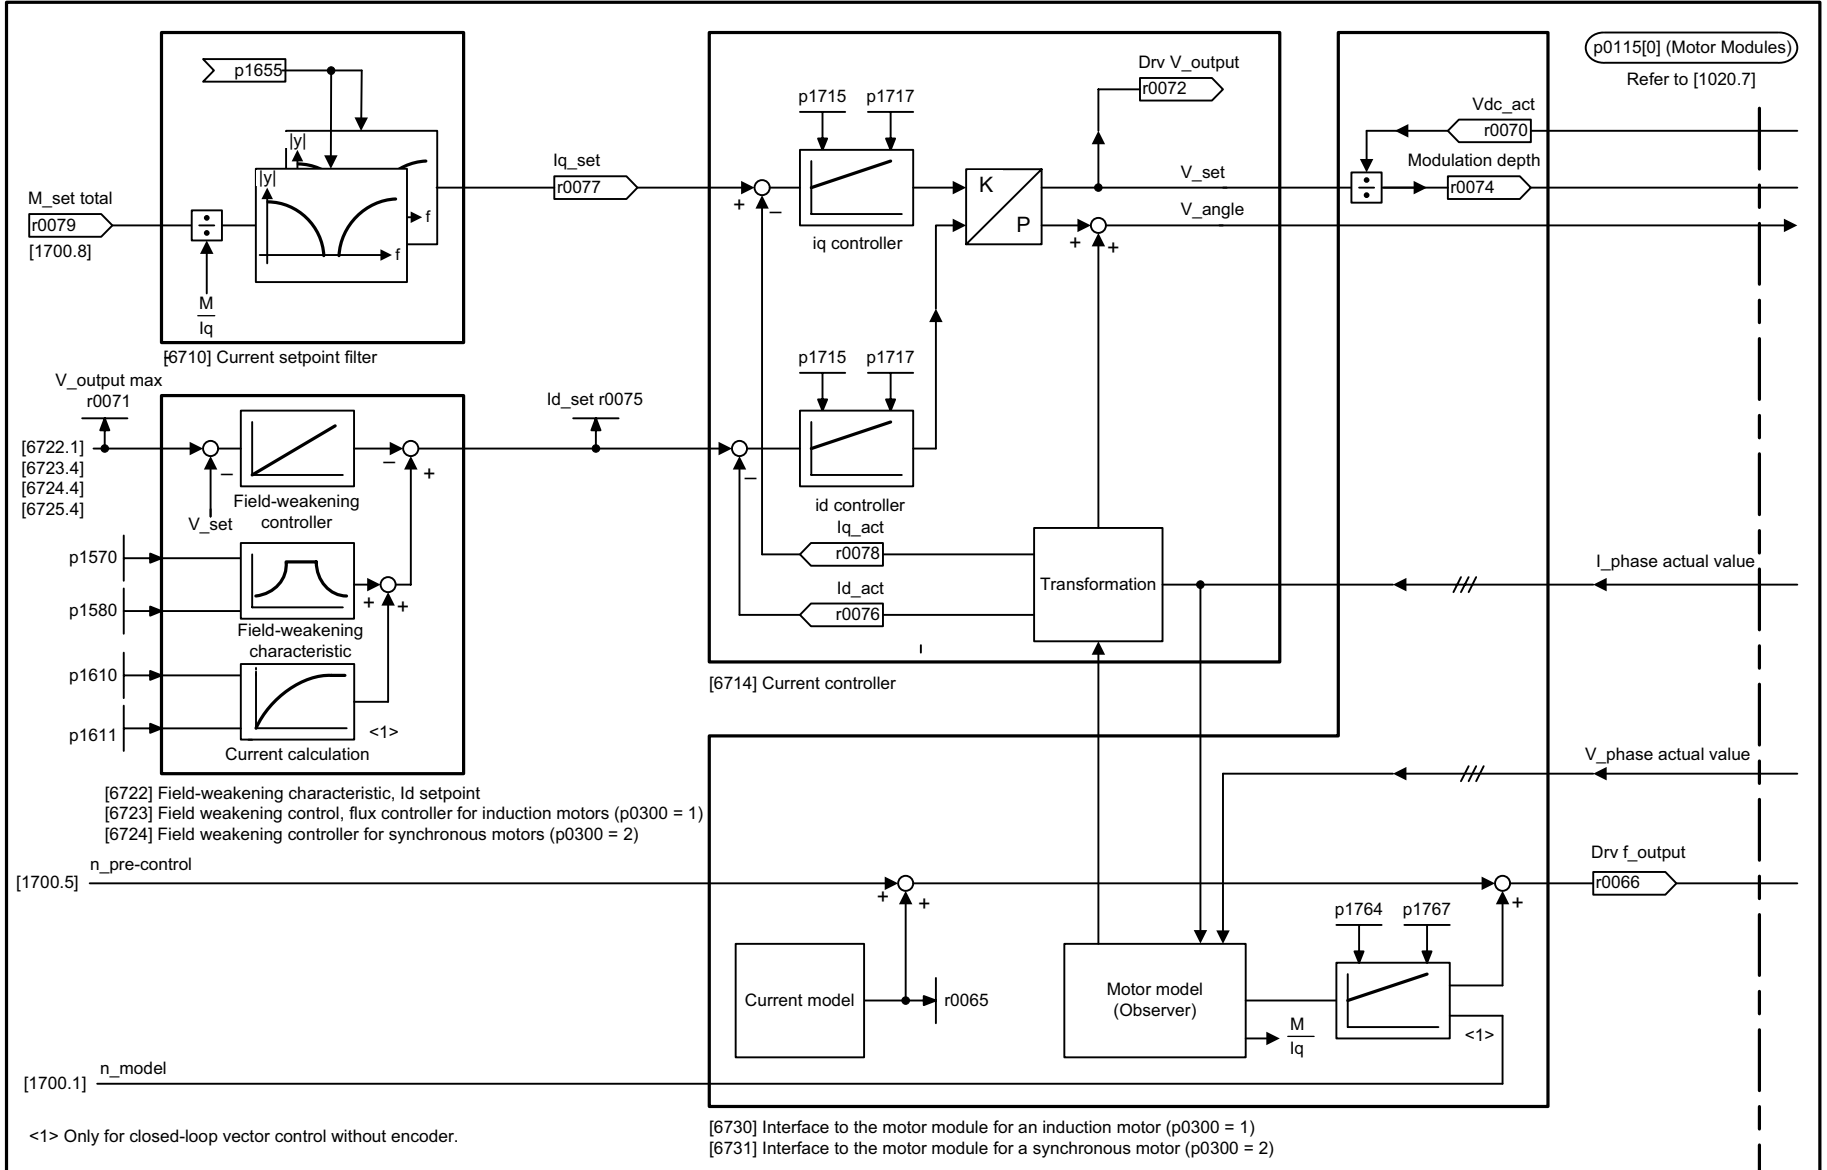 p0115[0] (Motor Modules)
Refer to [1020.7]
p1655
|y|
f
|y|
f
M_set total
r0079
[1700.8]
÷
M
Iq
[6710] Current setpoint filter
Iq_set
r0077
+
–
p1715
p1717
iq controller
K
P
Drv V_output
r0072
V_set
V_angle
+
+
Vdc_act
r0070
Modulation depth
÷
r0074
V_output max
r0071
[6722.1]
[6723.4]
[6724.4]
[6725.4]
–
V_set
Field-weakening
controller
–
+
Id_set r0075
–
p1715
p1717
id controller
p1570
p1580
Field-weakening
characteristic
+
+
p1610
p1611
Current calculation
<1>
Iq_act
r0078
Id_act
r0076
Transformation
I_phase actual value
[6714] Current controller
V_phase actual value
[6722] Field-weakening characteristic, Id setpoint
[6723] Field weakening control, flux controller for induction motors (p0300 = 1)
[6724] Field weakening controller for synchronous motors (p0300 = 2)
n_pre-control
[1700.5]
+
+
Current model
r0065
Motor model
(Observer)
M
Iq
p1764
p1767
<1>
+
Drv f_output
r0066
n_model
[1700.1]
<1> Only for closed-loop vector control without encoder.
[6730] Interface to the motor module for an induction motor (p0300 = 1)
[6731] Interface to the motor module for a synchronous motor (p0300 = 2)